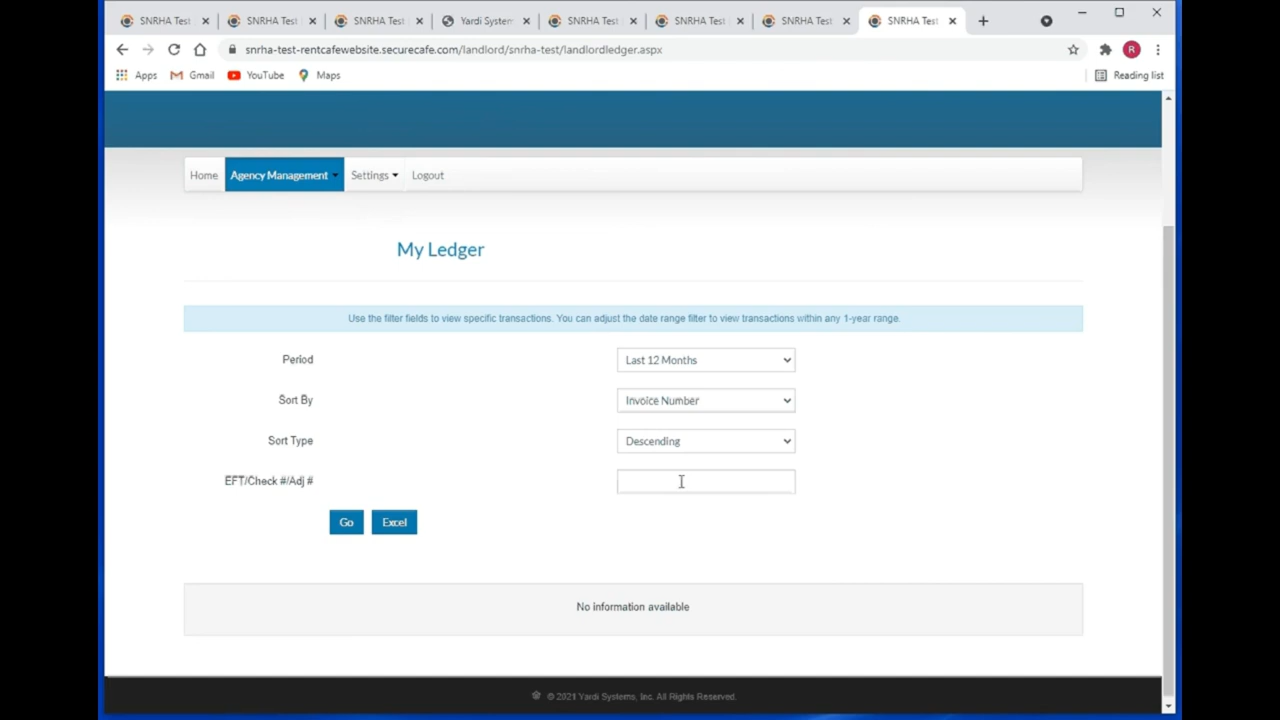 SNRHA Test SNRHA Test SNRHA Test Yardi System SNRHA Test SNRHA Test SNRHA Test SNRHA Test
snrha-test-rentcafewebsite.securecafe.com/landlord/snrha-test/landlordledger.aspx R
Apps Gmail YouTube Maps Reading list
Home Agency Management Settings Logout
My Ledger
Use the filter fields to view specific transactions. You can adjust the date range filter to view transactions within any 1-year range.
Period Last 12 Months
Sort By Invoice Number
Sort Type Descending
EFT/Check #/Adj #
Go Excel
No information available
© 2021 Yardi Systems, Inc. All Rights Reserved.